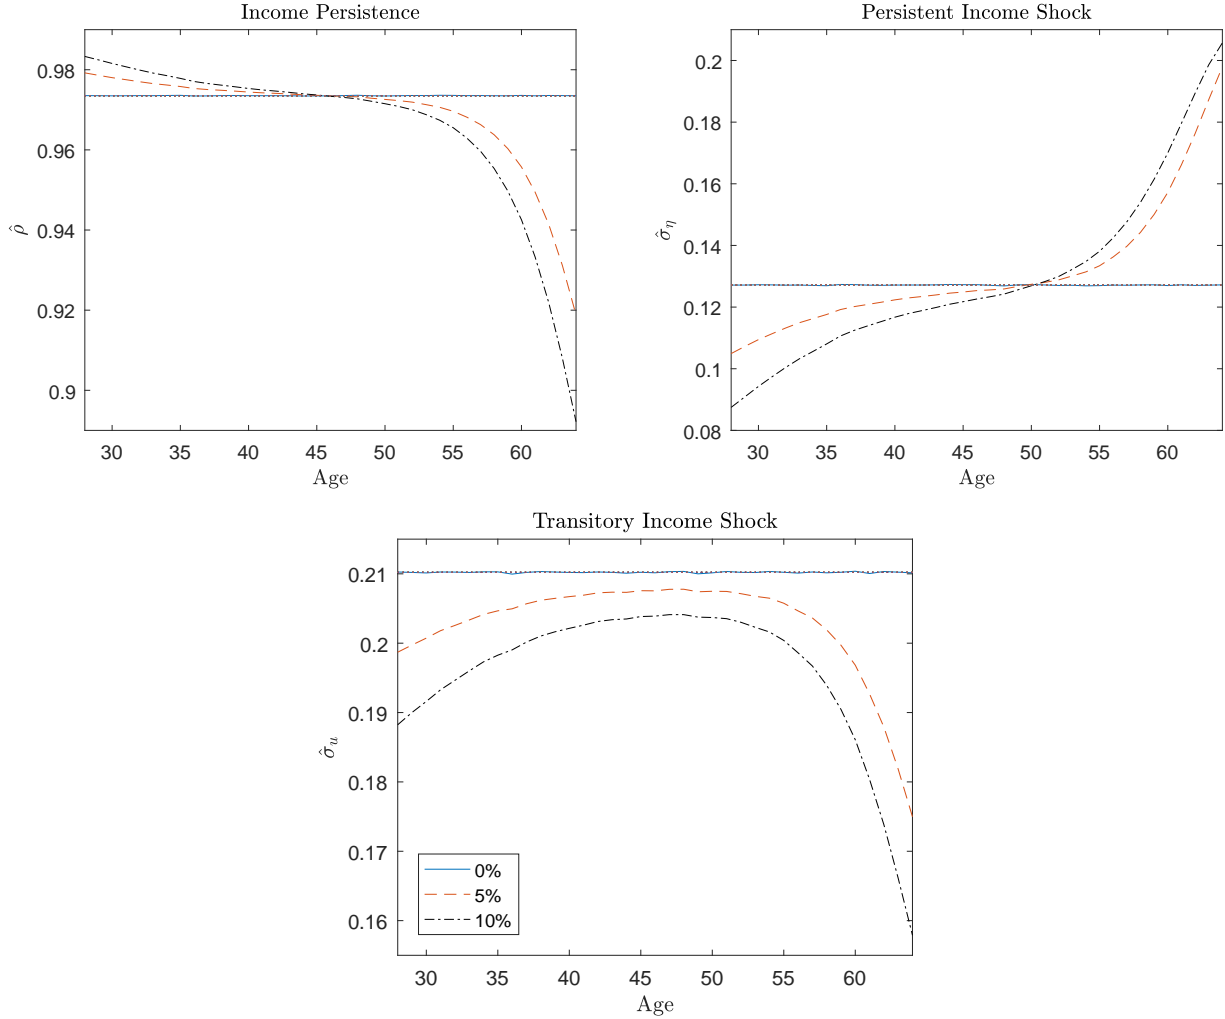 Income Persistence
0.98
0.96
0.94
0.92
0.9
ρ̂
30 35 40 45 50 55 60
Age
Persistent Income Shock
0.2
0.18
0.16
0.14
0.12
0.1
0.08
σ̂η
30 35 40 45 50 55 60
Age
Transitory Income Shock
0.21
0.2
0.19
0.18
0.17
0.16
σ̂u
0%
5%
10%
30 35 40 45 50 55 60
Age